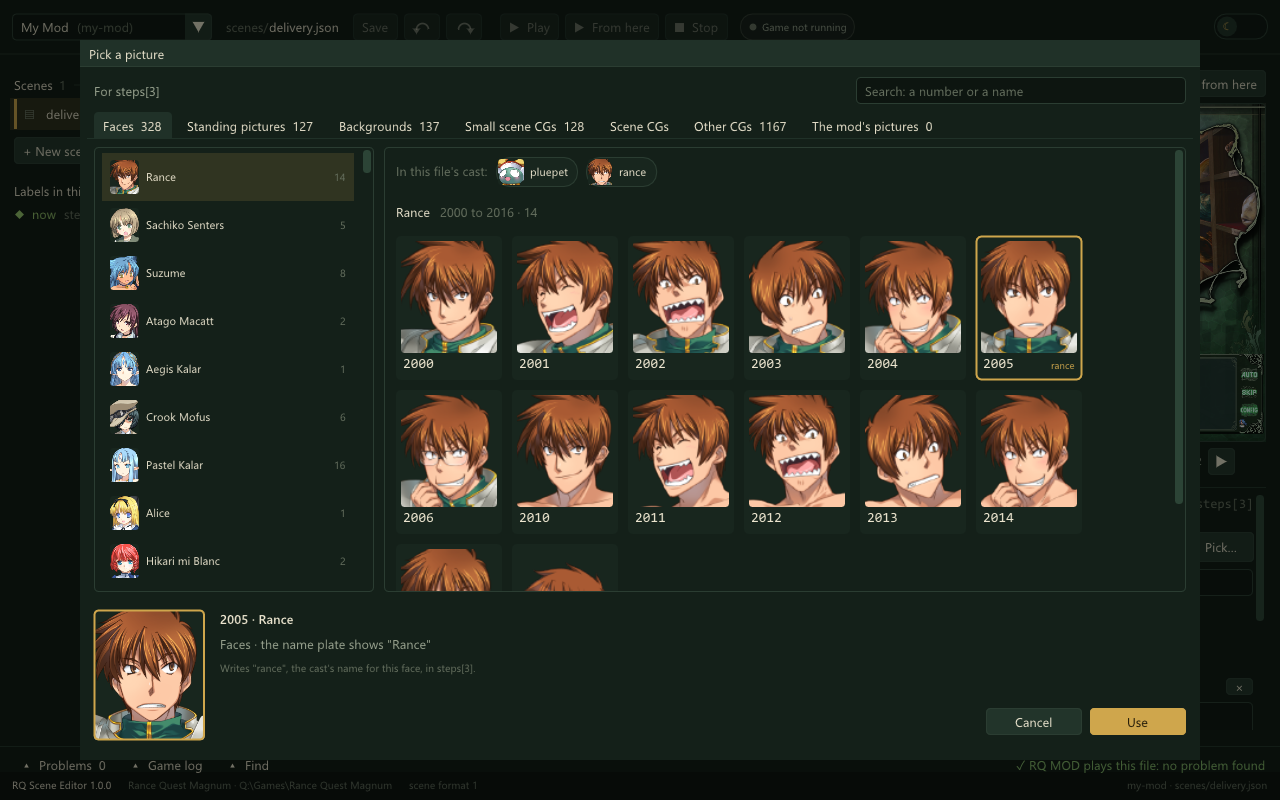 My Mod (my-mod) scenes/delivery.json Save Play From here Stop Game not running
Pick a picture
For steps[3] Search: a number or a name
Scenes 1 from here
Faces 328 Standing pictures 127 Backgrounds 137 Small scene CGs 128 Scene CGs Other CGs 1167 The mod's pictures 0
delive
+ New sce
Labels in thi
now ste
Rance 14
Sachiko Senters 5
Suzume 8
Atago Macatt 2
Aegis Kalar 1
Crook Mofus 6
Pastel Kalar 16
Alice 1
Hikari mi Blanc 2
In this file's cast: pluepet rance
Rance 2000 to 2016 · 14
2000 2001 2002 2003 2004 2005 rance
2006 2010 2011 2012 2013 2014
AUTO
SKIP
CONFIG
steps[3]
Pick...
2005 · Rance
Faces · the name plate shows "Rance"
Writes "rance", the cast's name for this face, in steps[3].
Cancel Use
Problems 0 Game log Find ✓ RQ MOD plays this file: no problem found
RQ Scene Editor 1.0.0 Rance Quest Magnum · Q:\Games\Rance Quest Magnum scene format 1 my-mod · scenes/delivery.json